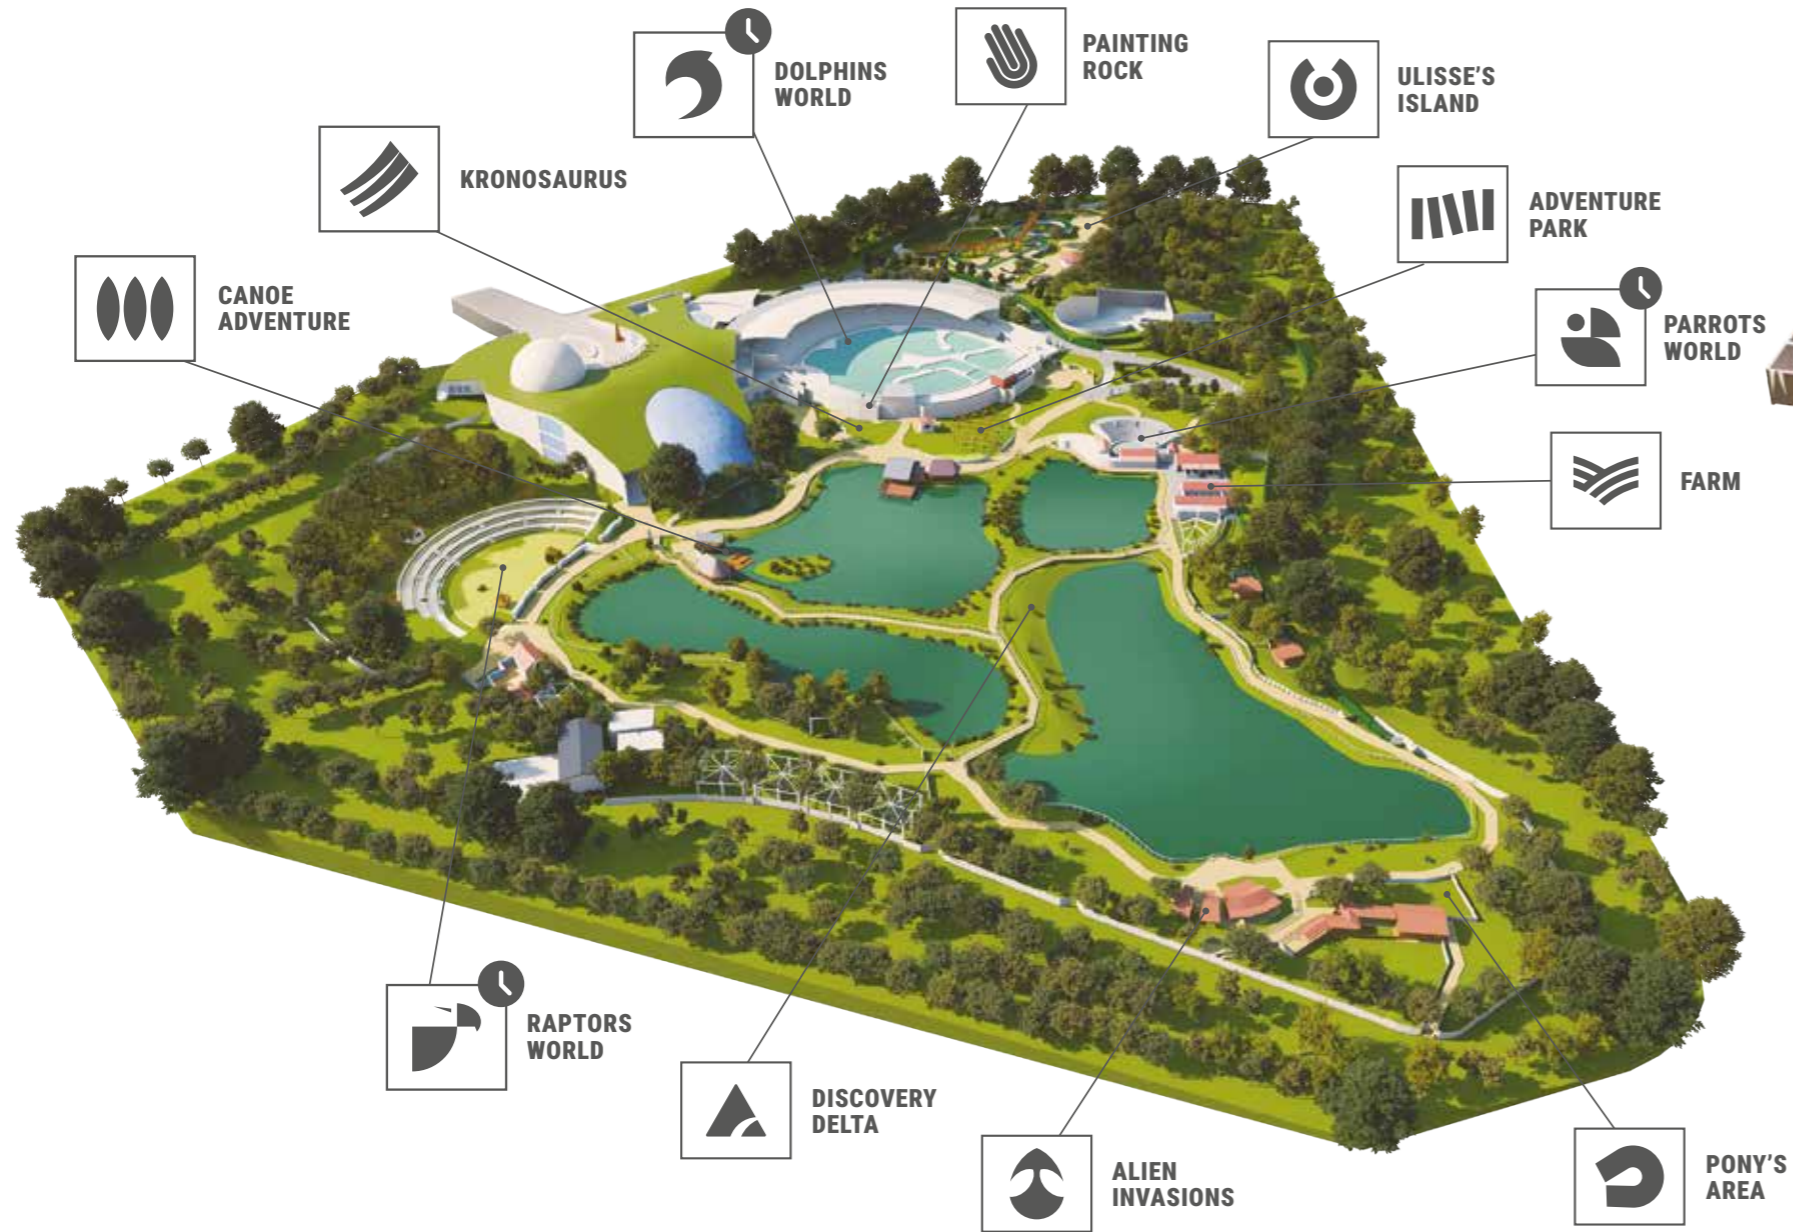 DOLPHINS
WORLD
PAINTING
ROCK
ULISSE'S
ISLAND
KRONOSAURUS
ADVENTURE
PARK
CANOE
ADVENTURE
PARROTS
WORLD
FARM
RAPTORS
WORLD
DISCOVERY
DELTA
ALIEN
INVASIONS
PONY'S
AREA